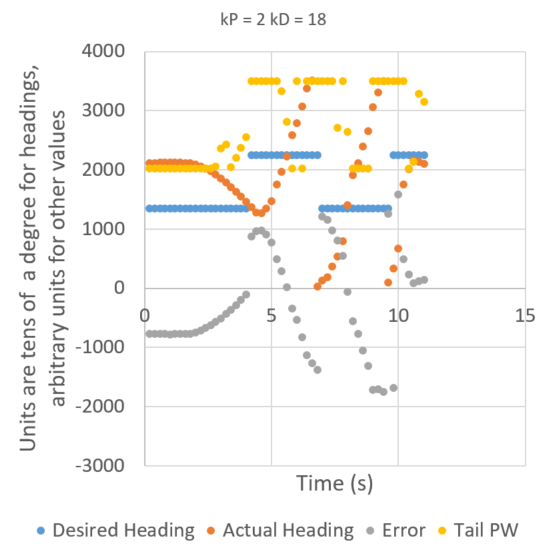 kP = 2 kD = 18
Units are tens of a degree for headings,
arbitrary units for other values
4000
3000
2000
1000
0
-1000
-2000
-3000
0 5 10 15
Time (s)
Desired Heading Actual Heading Error Tail PW